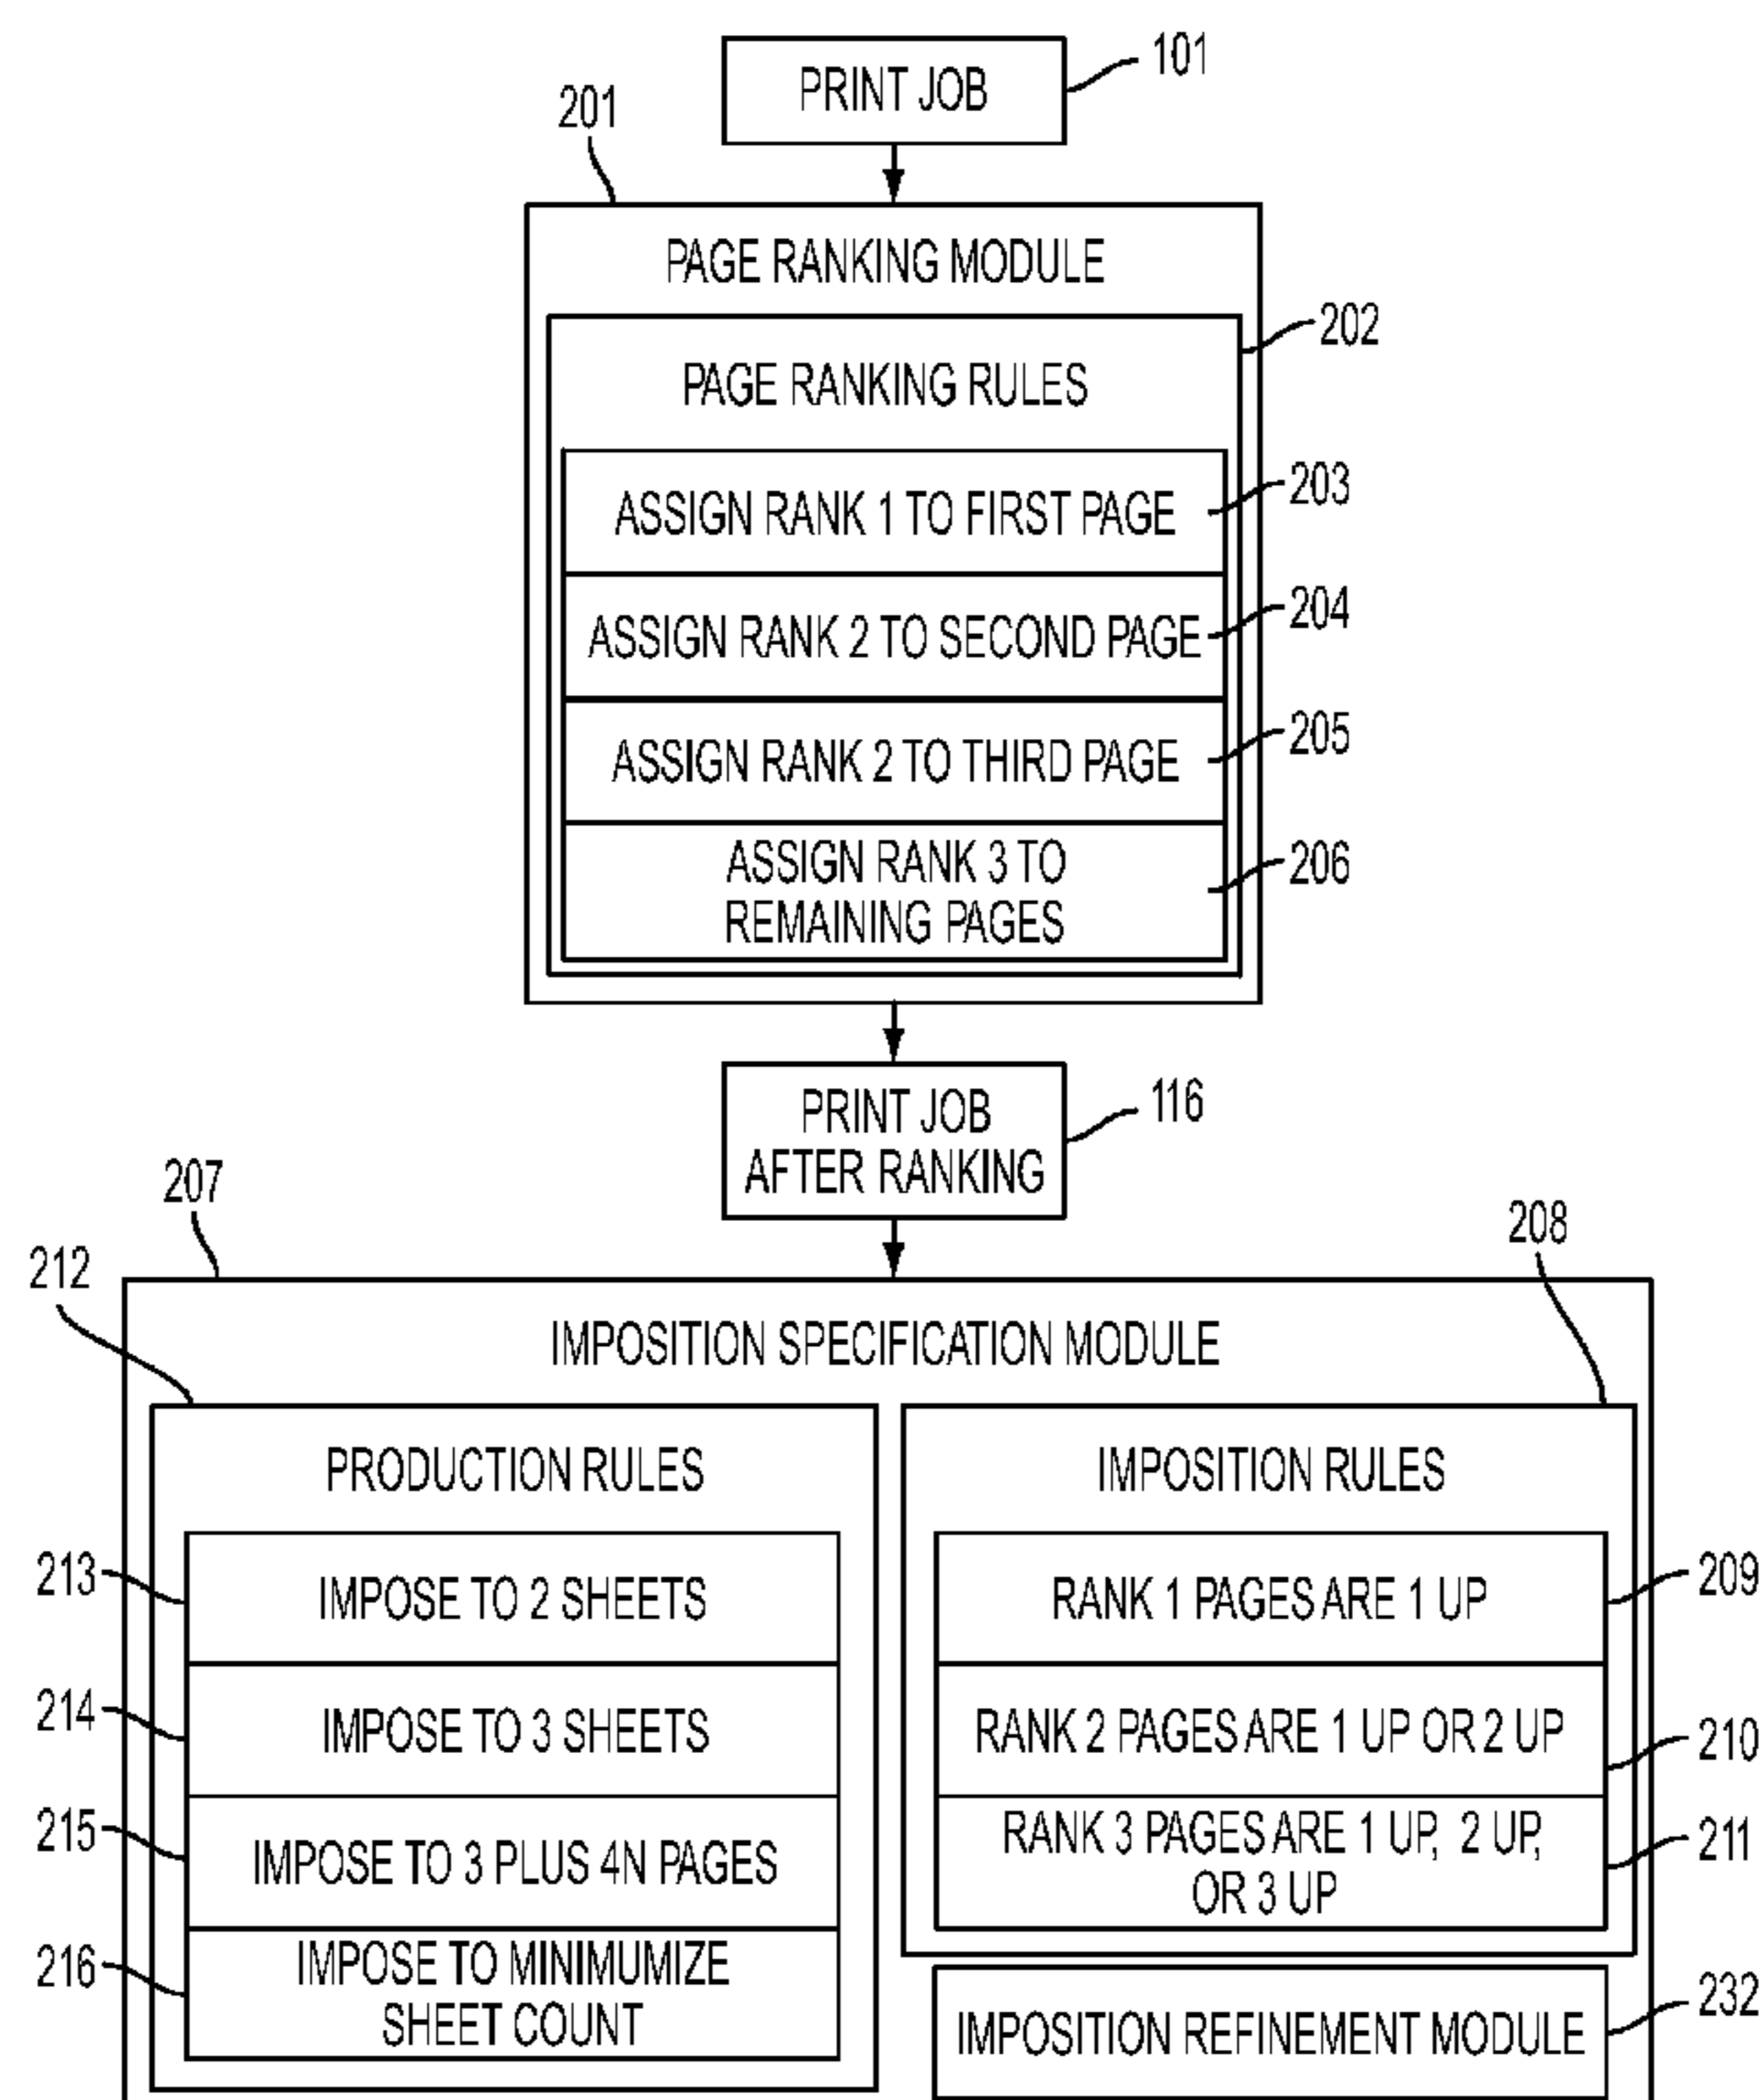 PRINT JOB
101
201
PAGE RANKING MODULE
202
PAGE RANKING RULES
ASSIGN RANK 1 TO FIRST PAGE
203
ASSIGN RANK 2 TO SECOND PAGE
204
ASSIGN RANK 2 TO THIRD PAGE
205
ASSIGN RANK 3 TO
REMAINING PAGES
206
PRINT JOB
AFTER RANKING
116
207
208
212
IMPOSITION SPECIFICATION MODULE
PRODUCTION RULES
213
IMPOSE TO 2 SHEETS
214
IMPOSE TO 3 SHEETS
215
IMPOSE TO 3 PLUS 4N PAGES
216
IMPOSE TO MINIMUMIZE
SHEET COUNT
IMPOSITION RULES
RANK 1 PAGES ARE 1 UP
209
RANK 2 PAGES ARE 1 UP OR 2 UP
210
RANK 3 PAGES ARE 1 UP, 2 UP,
OR 3 UP
211
IMPOSITION REFINEMENT MODULE
232